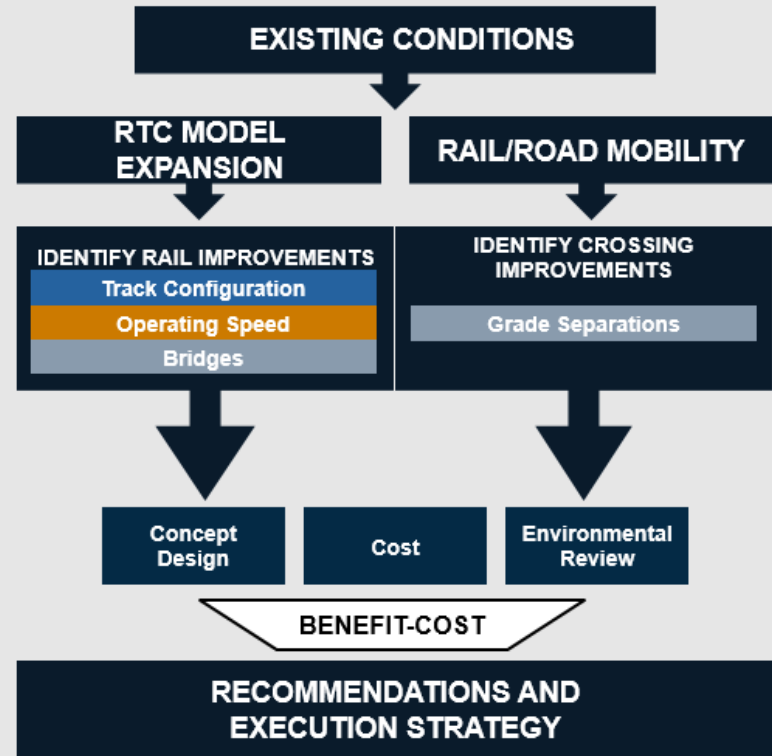 EXISTING CONDITIONS
RTC MODEL
EXPANSION
RAIL/ROAD MOBILITY
IDENTIFY RAIL IMPROVEMENTS
Track Configuration
Operating Speed
Bridges
IDENTIFY CROSSING
IMPROVEMENTS
Grade Separations
Concept
Design
Cost
Environmental
Review
BENEFIT-COST
RECOMMENDATIONS AND
EXECUTION STRATEGY